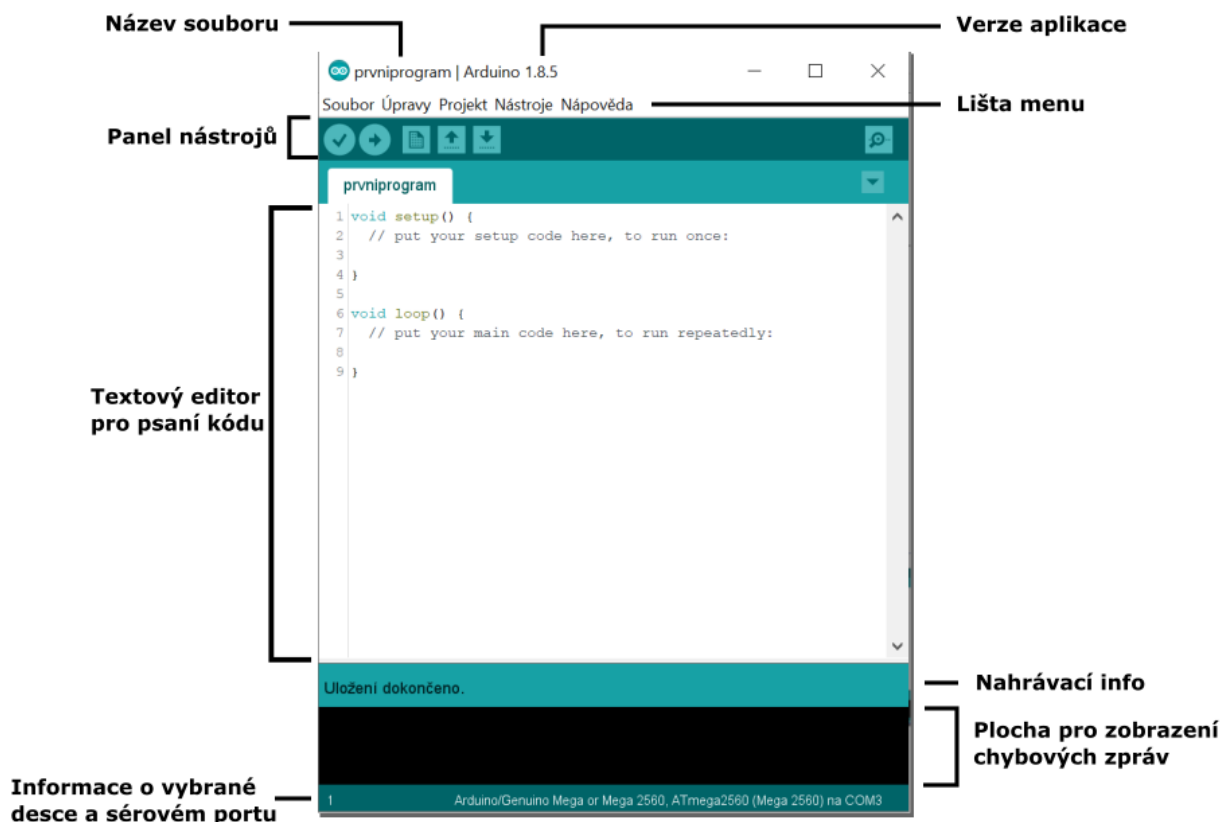 Název souboru
Verze aplikace
prvniprogram | Arduino 1.8.5
Soubor Úpravy Projekt Nástroje Nápověda
Lišta menu
Panel nástrojů
prvniprogram
1 void setup() {
2 // put your setup code here, to run once:
3
4 }
5
6 void loop() {
7 // put your main code here, to run repeatedly:
8
9 }
Textový editor
pro psaní kódu
Uložení dokončeno.
Nahrávací info
Plocha pro zobrazení
chybových zpráv
Informace o vybrané
desce a sérovém portu
1 Arduino/Genuino Mega or Mega 2560, ATmega2560 (Mega 2560) na COM3